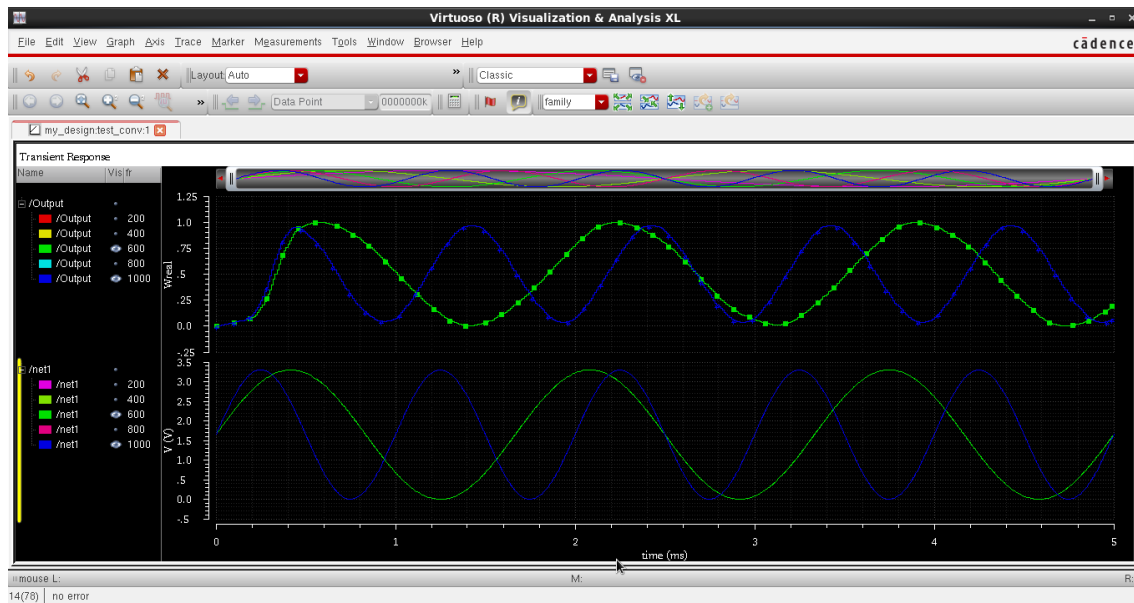 Virtuoso (R) Visualization & Analysis XL
File Edit View Graph Axis Trace Marker Measurements Tools Window Browser Help
cādence
Layout Auto » Classic
» Data Point 0000000k family
my_design:test_conv:1
Transient Response
Name Vis fr
/Output
/Output 200
/Output 400
/Output 600
/Output 800
/Output 1000
/net1
/net1 200
/net1 400
/net1 600
/net1 800
/net1 1000
Wreal
1.25
1.0
.75
.5
.25
0.0
-.25
V (V)
3.5
3.0
2.5
2.0
1.5
1.0
.5
0.0
-.5
0 1 2 3 4 5
time (ms)
mouse L: M: R:
14(78) no error